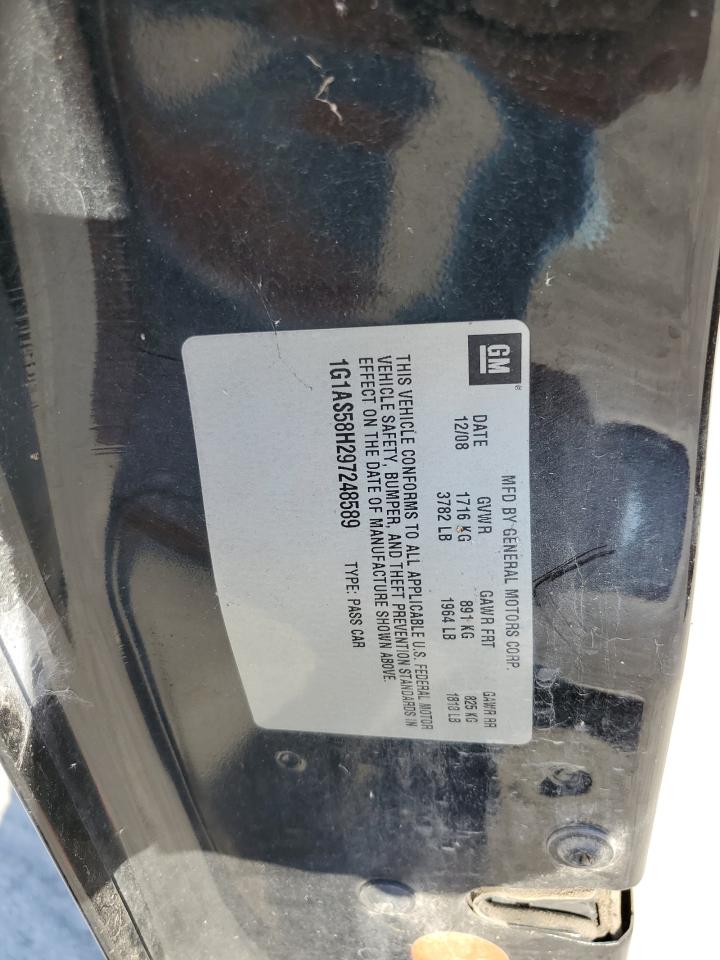 GM®
MFD BY GENERAL MOTORS CORP.
DATE GVWR GAWR FRT GAWR RR
12/08 1716 KG 891 KG 825 KG
3782 LB 1964 LB 1818 LB
THIS VEHICLE CONFORMS TO ALL APPLICABLE U.S. FEDERAL MOTOR
VEHICLE SAFETY, BUMPER, AND THEFT PREVENTION STANDARDS IN
EFFECT ON THE DATE OF MANUFACTURE SHOWN ABOVE.
1G1AS58H297248589 TYPE: PASS CAR